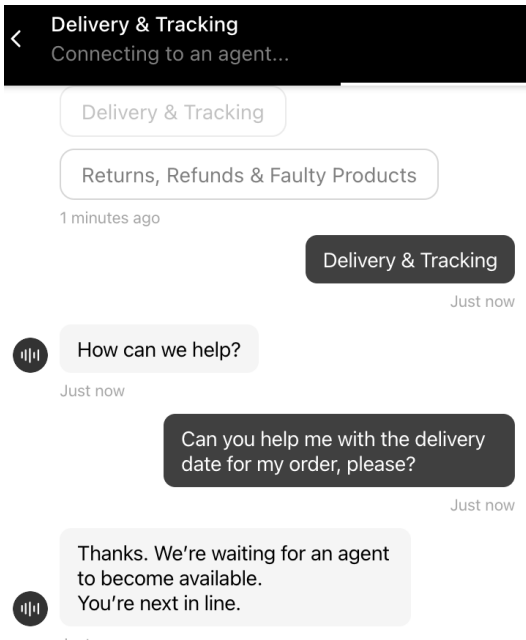 Delivery & Tracking
Connecting to an agent...
Delivery & Tracking
Returns, Refunds & Faulty Products
1 minutes ago
Delivery & Tracking
Just now
How can we help?
Just now
Can you help me with the delivery
date for my order, please?
Just now
Thanks. We’re waiting for an agent
to become available.
You’re next in line.